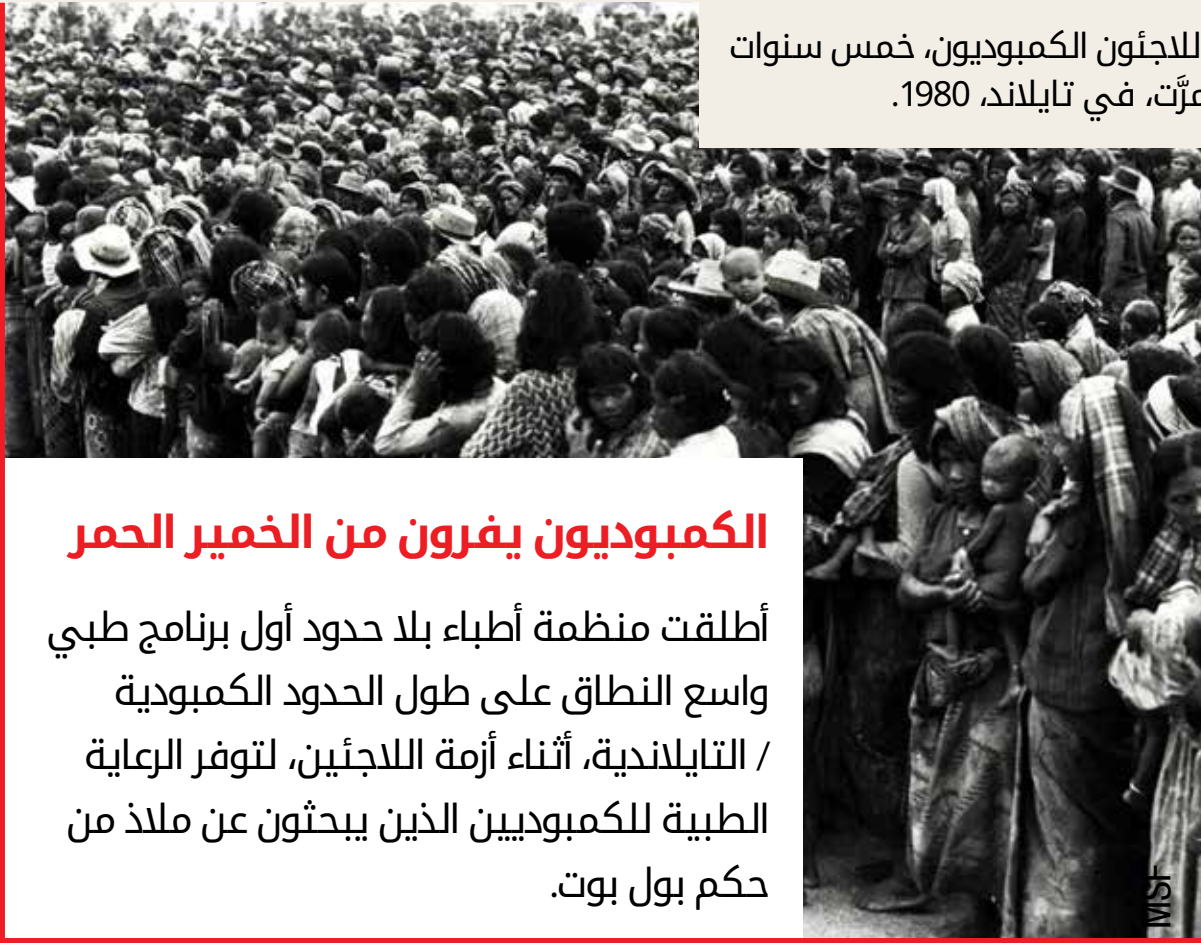 للاجئون الكمبوديون، خمس سنوات
مرَّت، في تايلاند، 1980.
الكمبوديون يفرون من الخمير الحمر
أطلقت منظمة أطباء بلا حدود أول برنامج طبي
واسع النطاق على طول الحدود الكمبودية
/ التايلاندية، أثناء أزمة اللاجئين، لتوفر الرعاية
الطبية للكمبوديين الذين يبحثون عن ملاذ من
حكم بول بوت.
MSF